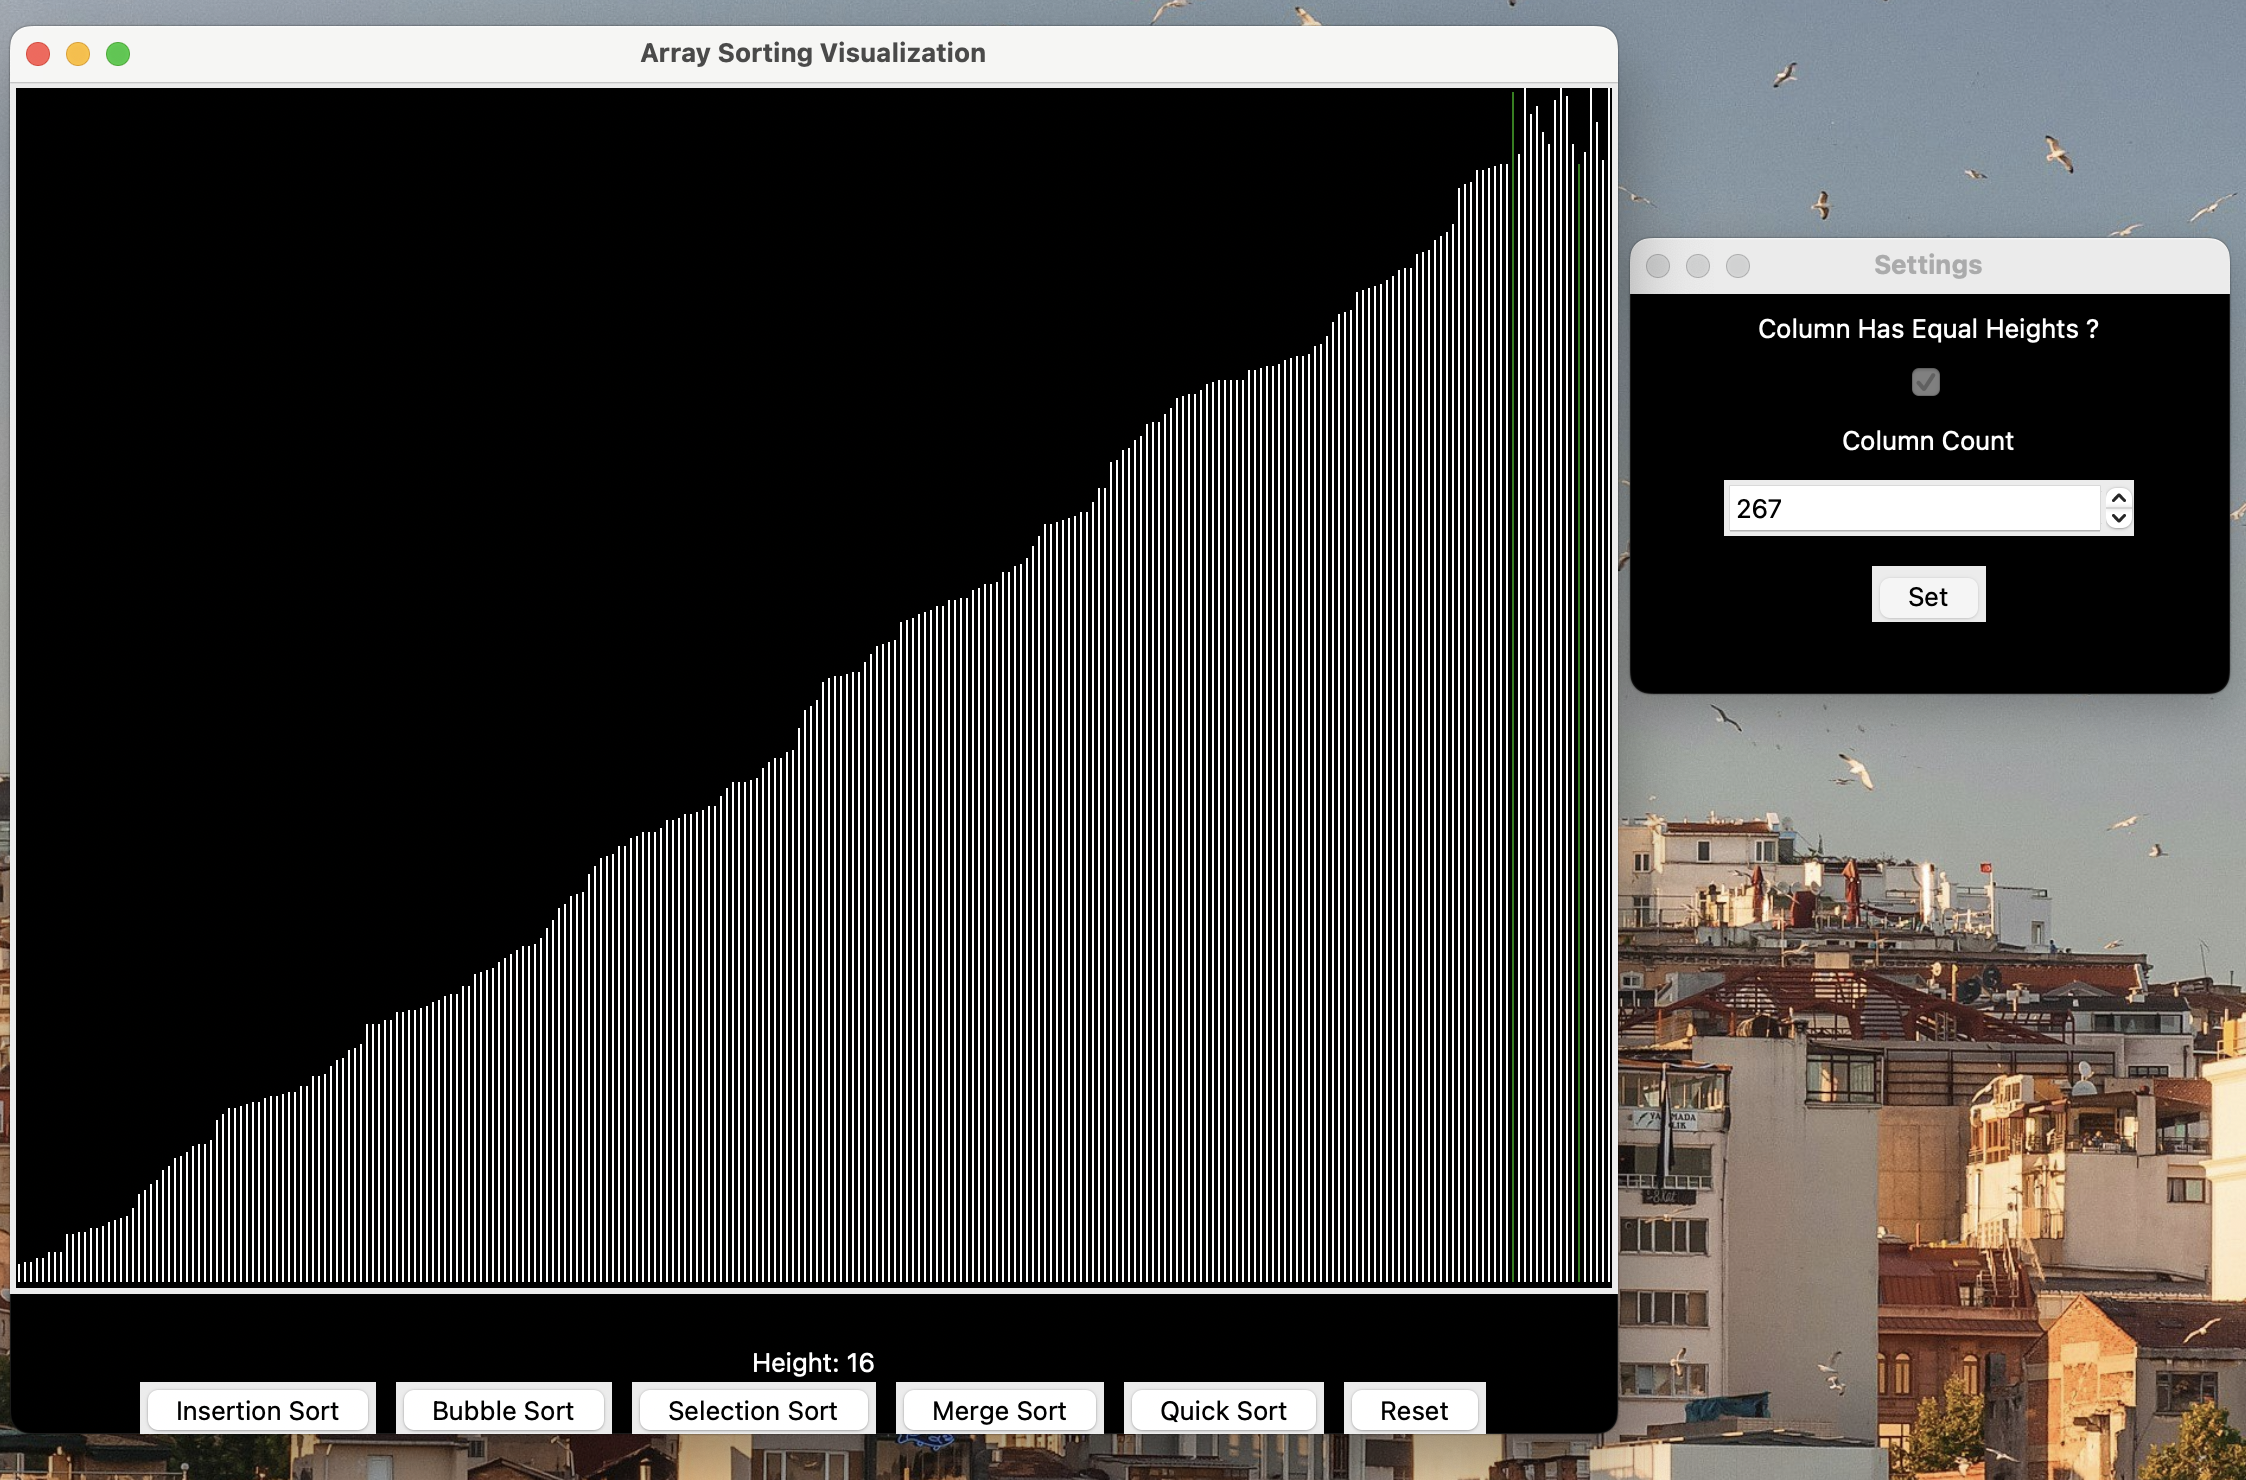 Array Sorting Visualization
Settings
Column Has Equal Heights ?
Column Count
267
Set
Height: 16
Insertion Sort
Bubble Sort
Selection Sort
Merge Sort
Quick Sort
Reset